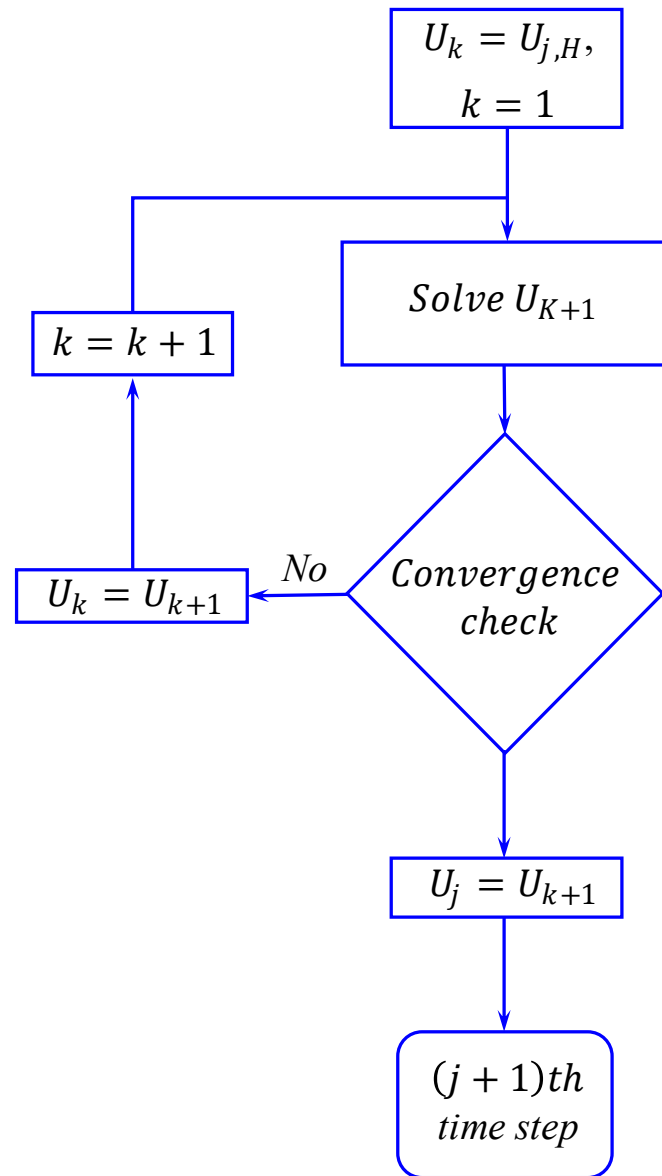 U_k = U_{j,H},
k = 1
Solve U_{K+1}
k = k + 1
Convergence
check
No
U_k = U_{k+1}
U_j = U_{k+1}
(j + 1)th
time step